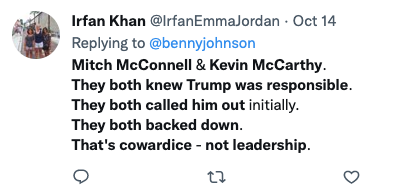 Irfan Khan @IrfanEmmaJordan · Oct 14
Replying to @bennyjohnson
Mitch McConnell & Kevin McCarthy.
They both knew Trump was responsible.
They both called him out initially.
They both backed down.
That's cowardice - not leadership.